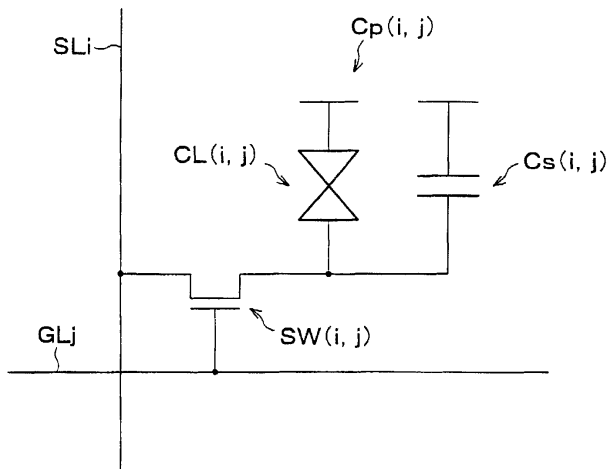 SLi
Cp(i, j)
CL(i, j)
Cs(i, j)
GLj
SW(i, j)